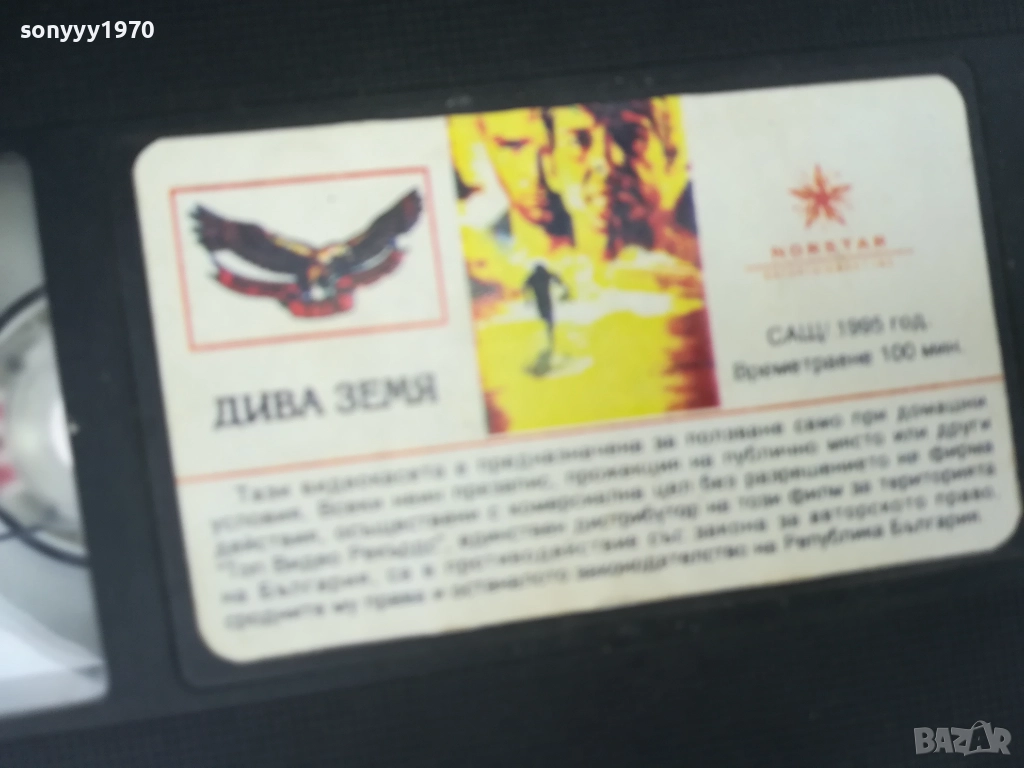 sonyyy1970
NORSTAR
САЩ/ 1995 год.
Времетраене 100 мин.
ДИВА ЗЕМЯ
Тази видеокасета е предназначена за ползване само при домашни
условия. Всеки неин презапис, прожекция на публично място или други
действия, осъществени с комерсиална цел без разрешението на фирма
"Топ Видео Рекърдс", единствен дистрибутор на този филм за територията
на България, са в противодействие със закона за авторското право,
сродните му права и останалото законодателство на Република България.
BAZAR